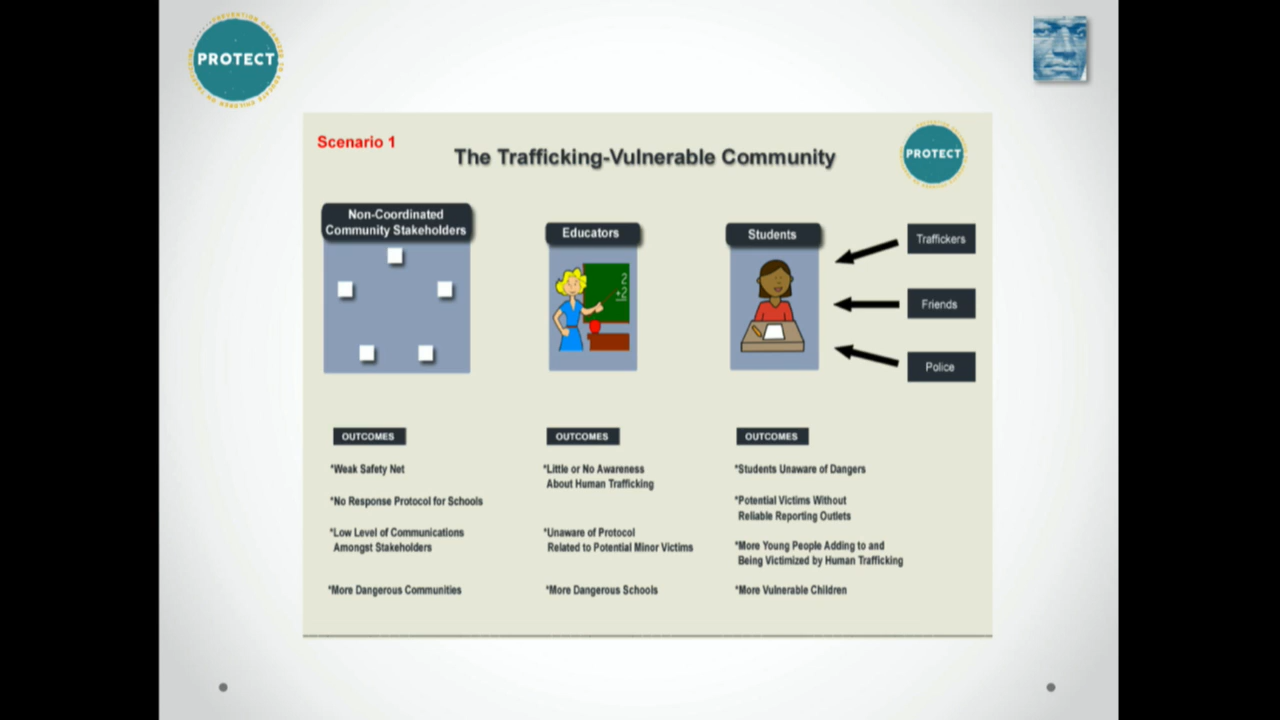 PROTECT
Scenario 1
The Trafficking-Vulnerable Community
PROTECT
Non-Coordinated
Community Stakeholders
Educators
2
+2
Students
Traffickers
Friends
Police
OUTCOMES
*Weak Safety Net
*No Response Protocol for Schools
*Low Level of Communications
Amongst Stakeholders
*More Dangerous Communities
OUTCOMES
*Little or No Awareness
About Human Trafficking
*Unaware of Protocol
Related to Potential Minor Victims
*More Dangerous Schools
OUTCOMES
*Students Unaware of Dangers
*Potential Victims Without
Reliable Reporting Outlets
*More Young People Adding to and
Being Victimized by Human Trafficking
*More Vulnerable Children